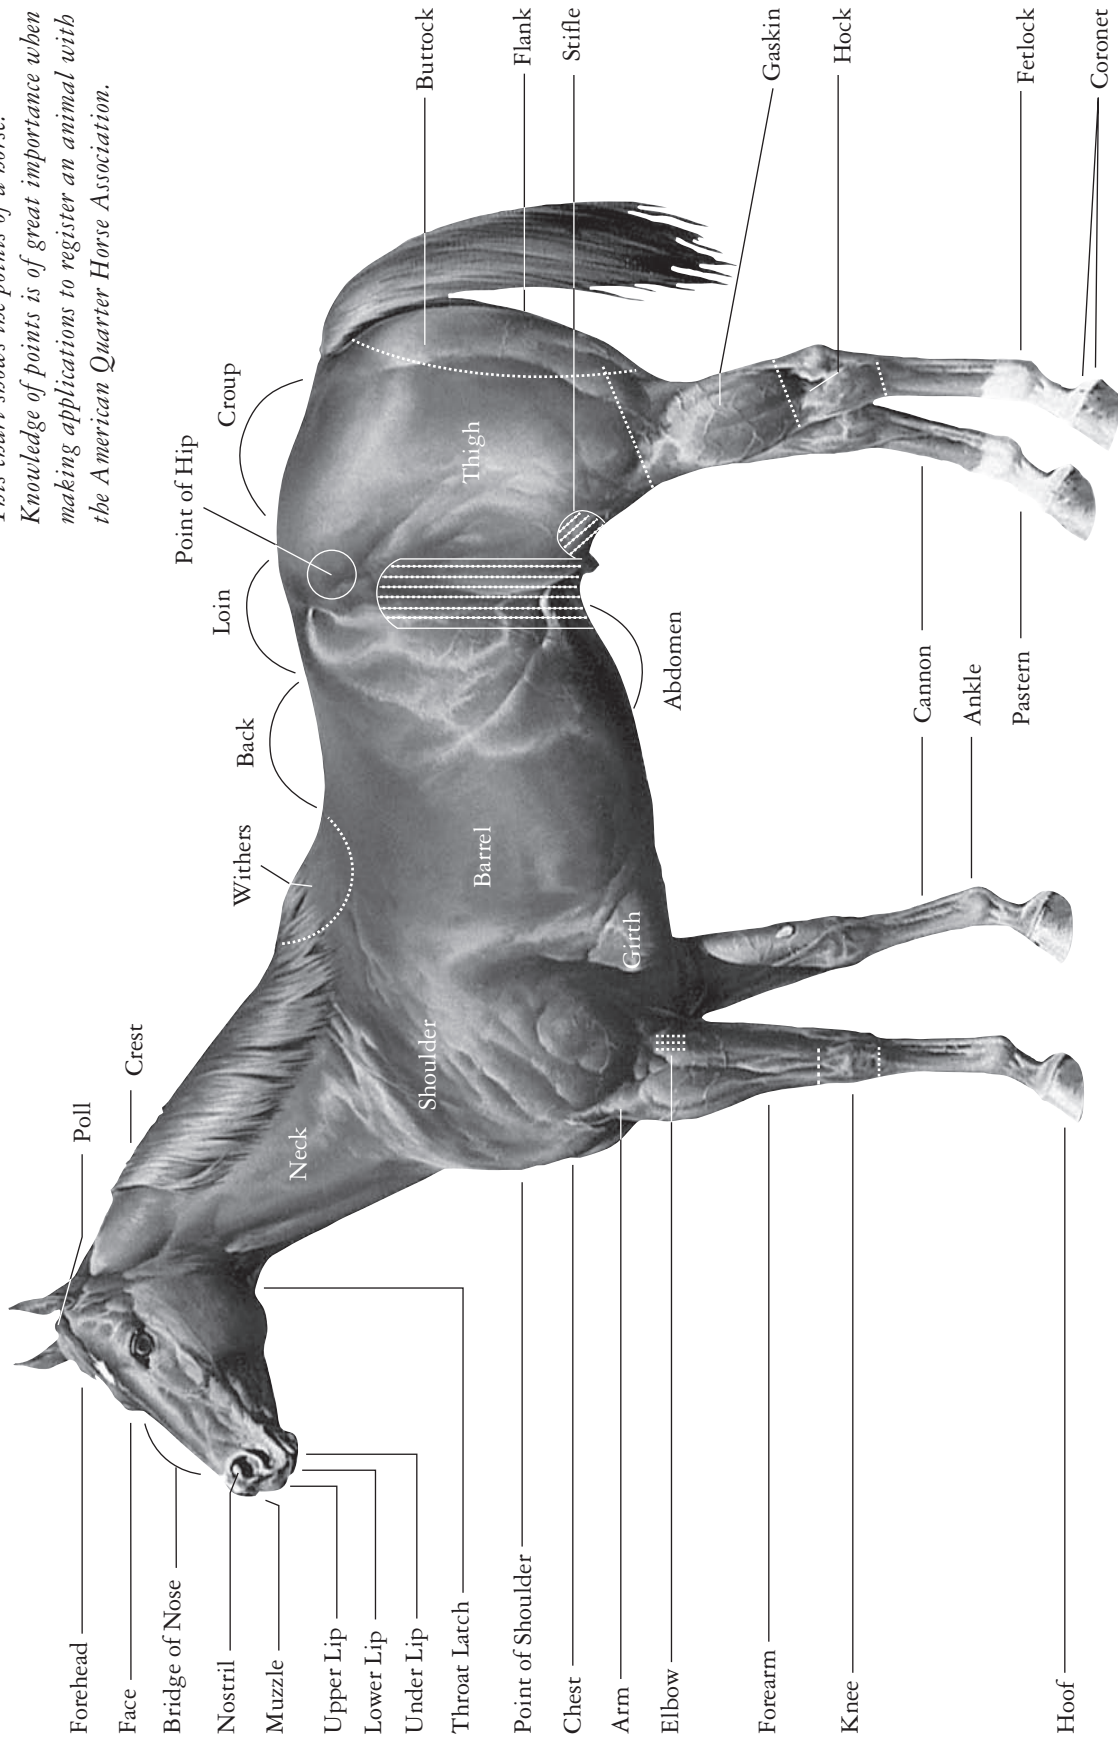 This chart shows the points of a horse.
Knowledge of points is of great importance when
making applications to register an animal with
the American Quarter Horse Association.
Forehead
Face
Bridge of Nose
Nostril
Muzzle
Upper Lip
Lower Lip
Under Lip
Throat Latch
Point of Shoulder
Chest
Arm
Elbow
Forearm
Knee
Hoof
Poll
Crest
Neck
Shoulder
Withers
Back
Loin
Point of Hip
Croup
Barrel
Girth
Thigh
Abdomen
Cannon
Ankle
Pastern
Buttock
Flank
Stifle
Gaskin
Hock
Fetlock
Coronet